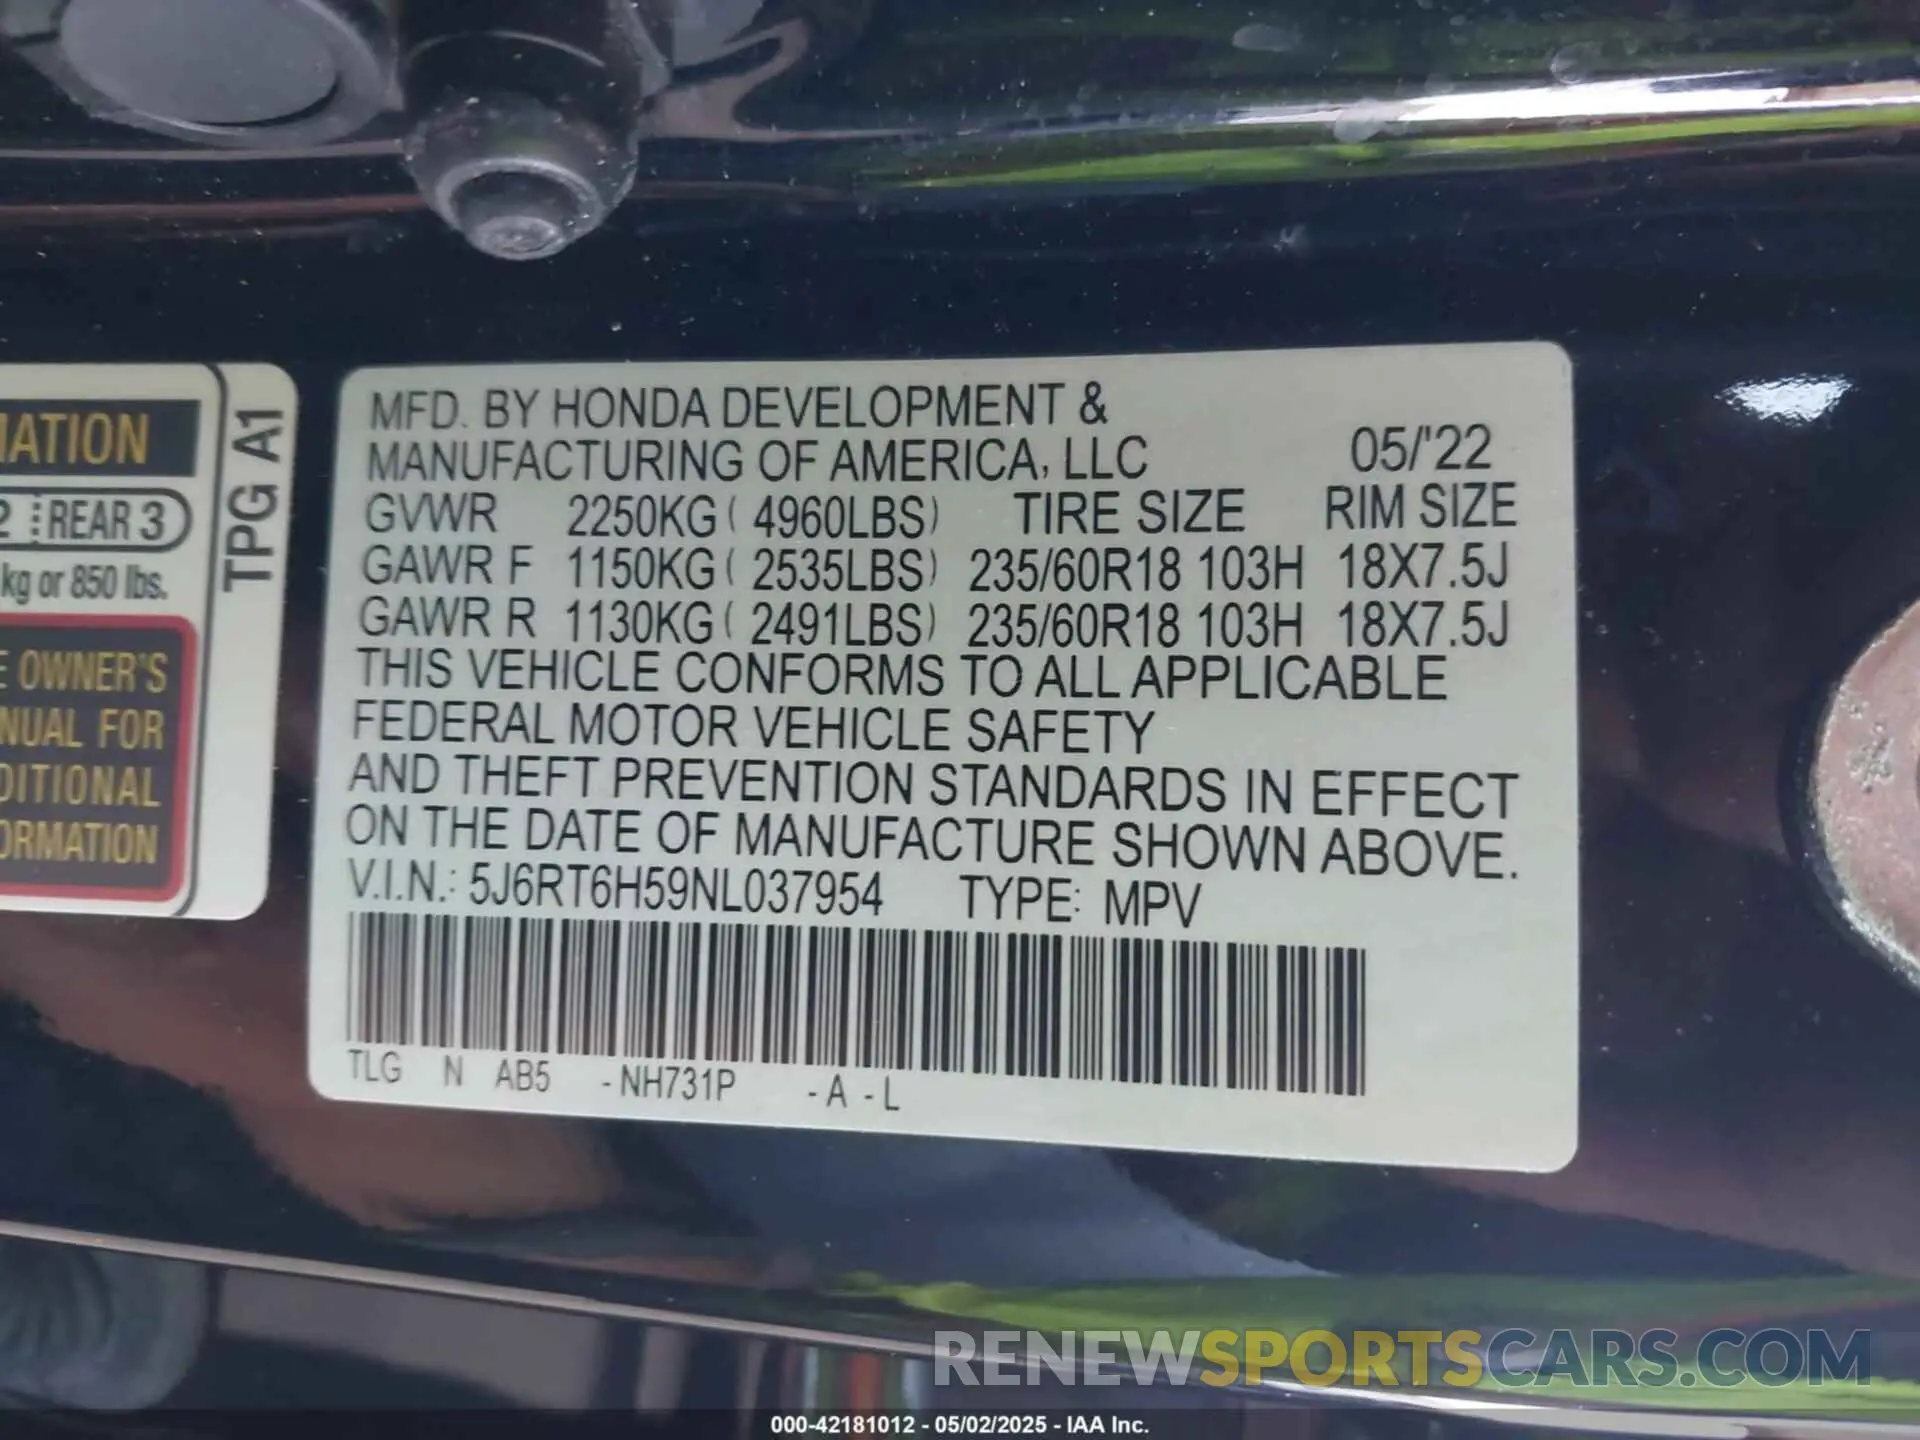 MATION
2 REAR 3
kg or 850 lbs.
E OWNER'S
NUAL FOR
DITIONAL
ORMATION
TPG A1
MFD. BY HONDA DEVELOPMENT &
MANUFACTURING OF AMERICA, LLC 05/'22
GVWR 2250KG ( 4960LBS) TIRE SIZE RIM SIZE
GAWR F 1150KG ( 2535LBS) 235/60R18 103H 18X7.5J
GAWR R 1130KG ( 2491LBS) 235/60R18 103H 18X7.5J
THIS VEHICLE CONFORMS TO ALL APPLICABLE
FEDERAL MOTOR VEHICLE SAFETY
AND THEFT PREVENTION STANDARDS IN EFFECT
ON THE DATE OF MANUFACTURE SHOWN ABOVE.
V.I.N.: 5J6RT6H59NL037954 TYPE: MPV
TLG N AB5 -NH731P -A -L
RENEWSPORTSCARS.COM
000-42181012 - 05/02/2025 - IAA Inc.